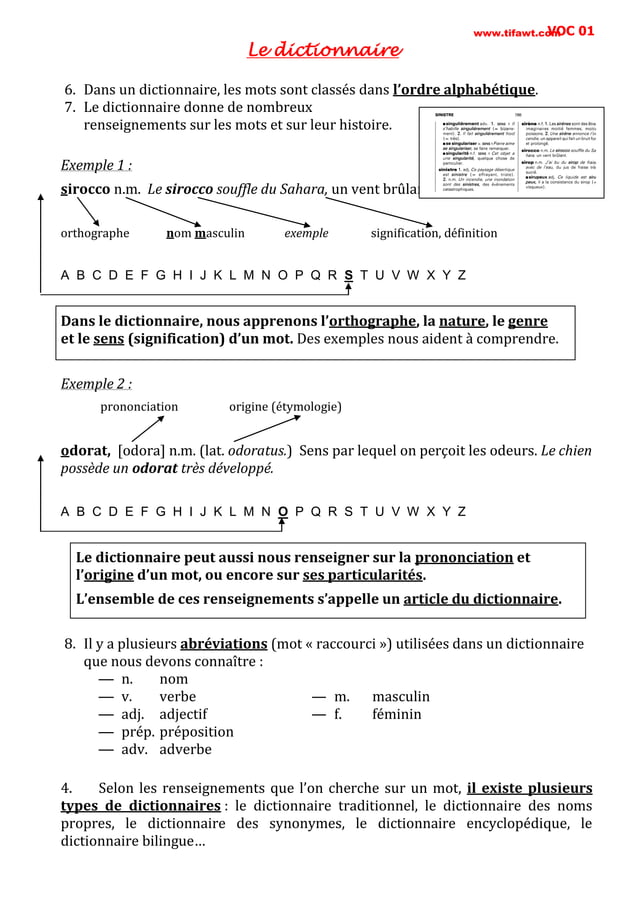 www.tifawt.com
VOC 01
Le dictionnaire
6. Dans un dictionnaire, les mots sont classés dans l'ordre alphabétique.
7. Le dictionnaire donne de nombreux
renseignements sur les mots et sur leur histoire.
SINISTRE
Exemple 1 :
sirocco n.m. Le sirocco souffle du Sahara, un vent brûla
orthographe nom masculin exemple signification, définition
A B C D E F G H I J K L M N O P Q R S T U V W X Y Z
Dans le dictionnaire, nous apprenons l'orthographe, la nature, le genre
et le sens (signification) d'un mot. Des exemples nous aident à comprendre.
Exemple 2 :
prononciation origine (étymologie)
odorat, [odora] n.m. (lat. odoratus.) Sens par lequel on perçoit les odeurs. Le chien
possède un odorat très développé.
A B C D E F G H I J K L M N O P Q R S T U V W X Y Z
Le dictionnaire peut aussi nous renseigner sur la prononciation et
l'origine d'un mot, ou encore sur ses particularités.
L'ensemble de ces renseignements s'appelle un article du dictionnaire.
8. Il y a plusieurs abréviations (mot « raccourci ») utilisées dans un dictionnaire
que nous devons connaître :
— n. nom
— v. verbe — m. masculin
— adj. adjectif — f. féminin
— prép. préposition
— adv. adverbe
4. Selon les renseignements que l'on cherche sur un mot, il existe plusieurs
types de dictionnaires : le dictionnaire traditionnel, le dictionnaire des noms
propres, le dictionnaire des synonymes, le dictionnaire encyclopédique, le
dictionnaire bilingue…